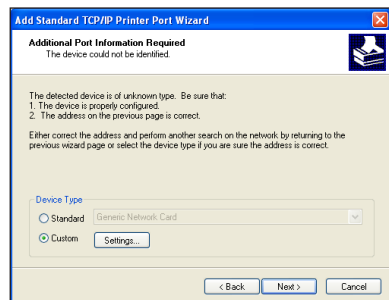 Add Standard TCP/IP Printer Port Wizard
Additional Port Information Required
The device could not be identified.
The detected device is of unknown type. Be sure that:
1. The device is properly configured.
2. The address on the previous page is correct.
Either correct the address and perform another search on the network by returning to the
previous wizard page or select the device type if you are sure the address is correct.
Device Type
Standard
Generic Network Card
Custom
Settings...
< Back
Next >
Cancel